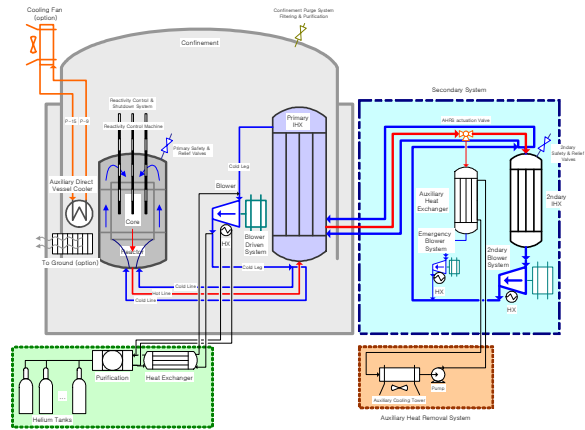 Cooling Fan
(option)
Confinement Purge System
Filtering & Purification
Confinement
Secondary System
Reactivity Control &
Shutdown System
Reactivity Control Machine
P-15
P-9
Primary Safety &
Relief Valves
Primary
IHX
AHRS actuation Valve
2ndary
Safety & Relief
Valves
Cold Leg
Auxiliary Direct
Vessel Cooler
Blower
Auxiliary
Heat
Exchanger
2ndary
IHX
Core
HX
Blower
Driven
System
Emergency
Blower
System
2ndary
Blower
System
Reactor
To Ground (option)
Cold Leg
HX
Cold Line
Hot Line
Cold Line
HX
Purification
Heat Exchanger
...
Helium Tanks
Pump
Auxiliary Cooling Tower
Auxiliary Heat Removal System